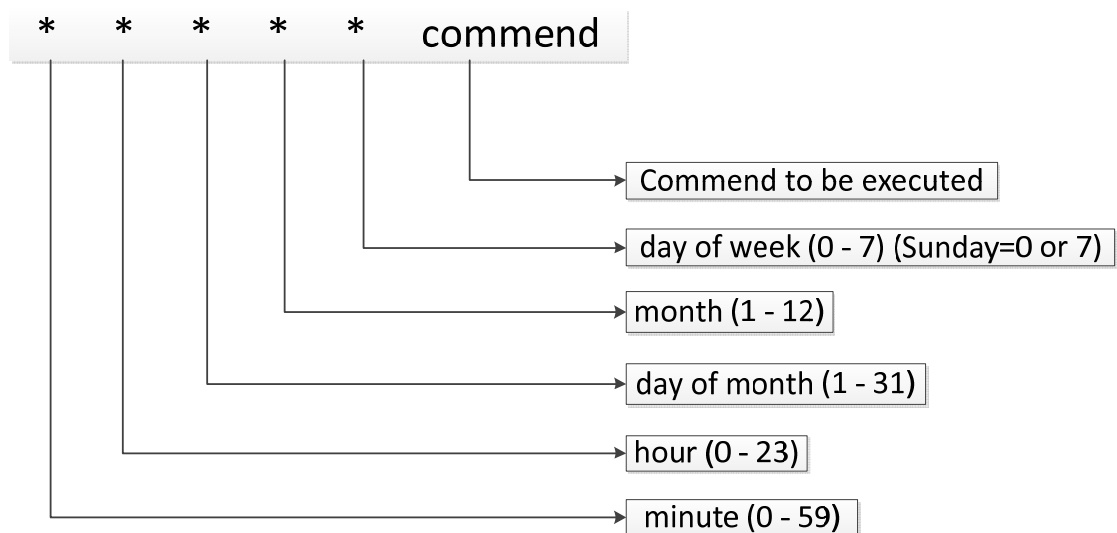 * * * * * commend
Commend to be executed
day of week (0 - 7) (Sunday=0 or 7)
month (1 - 12)
day of month (1 - 31)
hour (0 - 23)
minute (0 - 59)